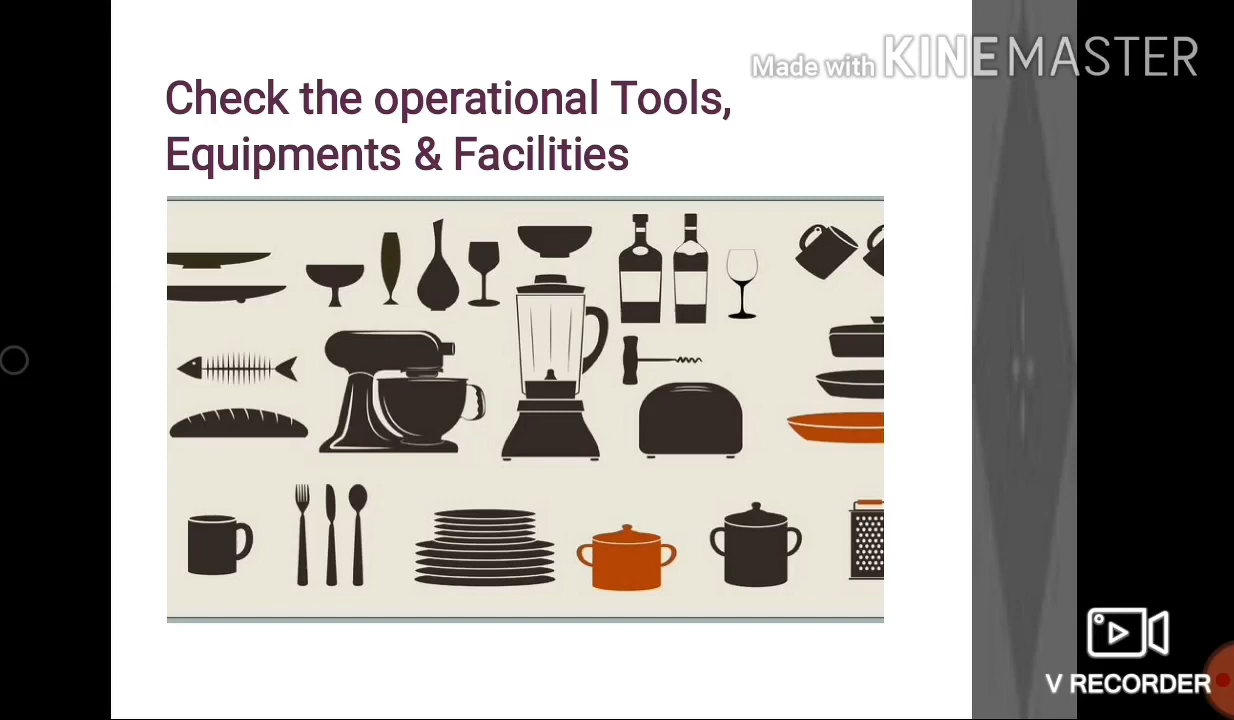 Made with KINEMASTER
Check the operational Tools,
Equipments & Facilities
V RECORDER